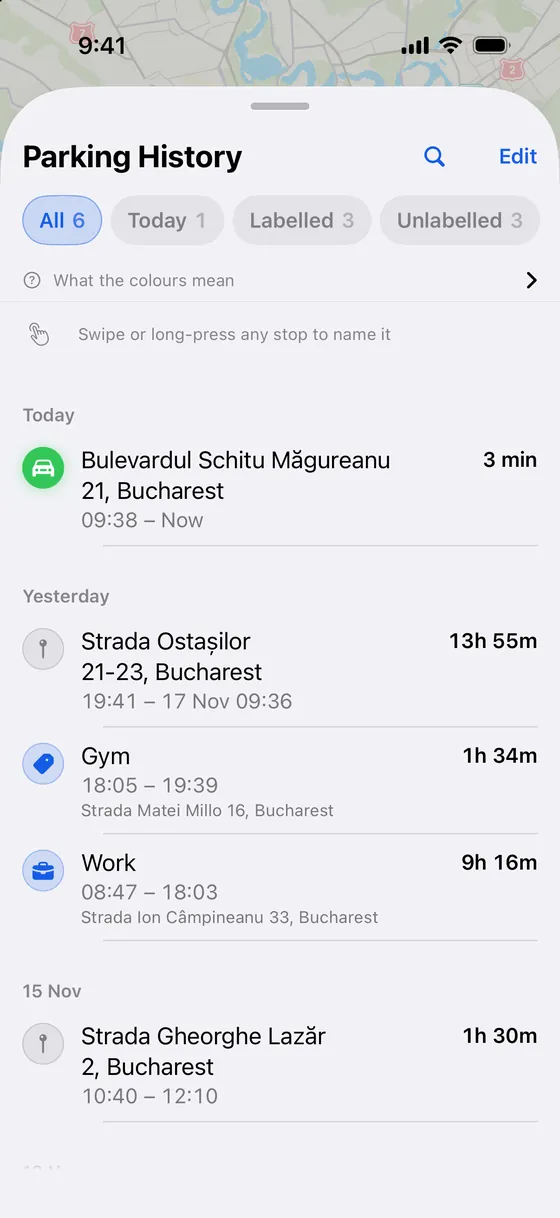 9:41
7
2
Parking History
Edit
All 6
Today 1
Labelled 3
Unlabelled 3
What the colours mean
Swipe or long-press any stop to name it
Today
Bulevardul Schitu Măgureanu
3 min
21, Bucharest
09:38 – Now
Yesterday
Strada Ostașilor
13h 55m
21-23, Bucharest
19:41 – 17 Nov 09:36
Gym
1h 34m
18:05 – 19:39
Strada Matei Millo 16, Bucharest
Work
9h 16m
08:47 – 18:03
Strada Ion Câmpineanu 33, Bucharest
15 Nov
Strada Gheorghe Lazăr
1h 30m
2, Bucharest
10:40 – 12:10